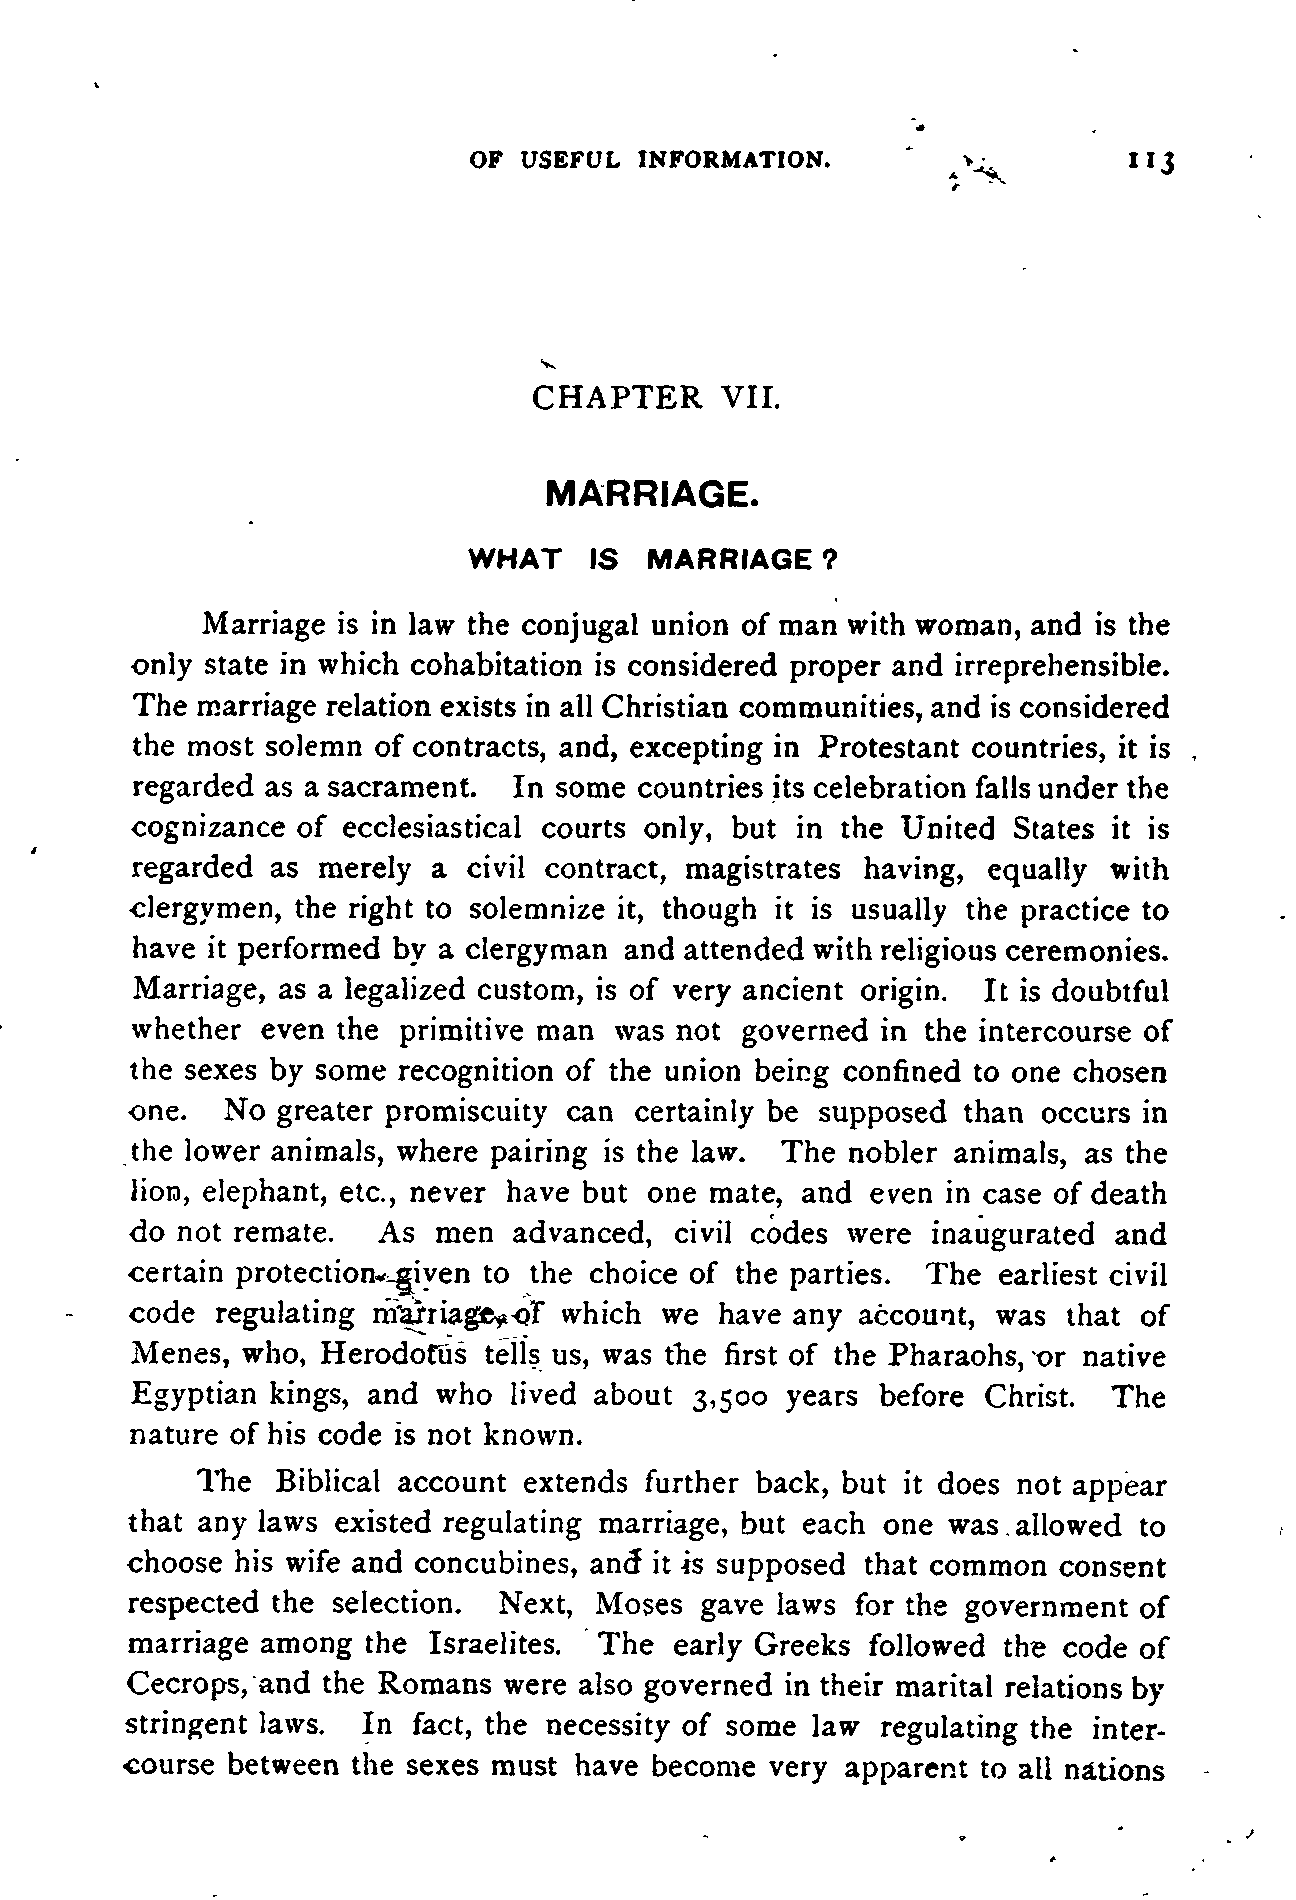 OF USEFUL INFORMATION. 113
CHAPTER VII.
MARRIAGE.
WHAT IS MARRIAGE?
Marriage is in law the conjugal union of man with woman, and is the
only state in which cohabitation is considered proper and irreprehensible.
The marriage relation exists in all Christian communities, and is considered
the most solemn of contracts, and, excepting in Protestant countries, it is
regarded as a sacrament. In some countries its celebration falls under the
cognizance of ecclesiastical courts only, but in the United States it is
regarded as merely a civil contract, magistrates having, equally with
clergymen, the right to solemnize it, though it is usually the practice to
have it performed by a clergyman and attended with religious ceremonies.
Marriage, as a legalized custom, is of very ancient origin. It is doubtful
whether even the primitive man was not governed in the intercourse of
the sexes by some recognition of the union being confined to one chosen
one. No greater promiscuity can certainly be supposed than occurs in
the lower animals, where pairing is the law. The nobler animals, as the
lion, elephant, etc., never have but one mate, and even in case of death
do not remate. As men advanced, civil codes were inaugurated and
certain protection given to the choice of the parties. The earliest civil
code regulating marriage, of which we have any account, was that of
Menes, who, Herodotus tells us, was the first of the Pharaohs, or native
Egyptian kings, and who lived about 3,500 years before Christ. The
nature of his code is not known.
The Biblical account extends further back, but it does not appear
that any laws existed regulating marriage, but each one was allowed to
choose his wife and concubines, and it is supposed that common consent
respected the selection. Next, Moses gave laws for the government of
marriage among the Israelites. The early Greeks followed the code of
Cecrops, and the Romans were also governed in their marital relations by
stringent laws. In fact, the necessity of some law regulating the inter-
course between the sexes must have become very apparent to all nations